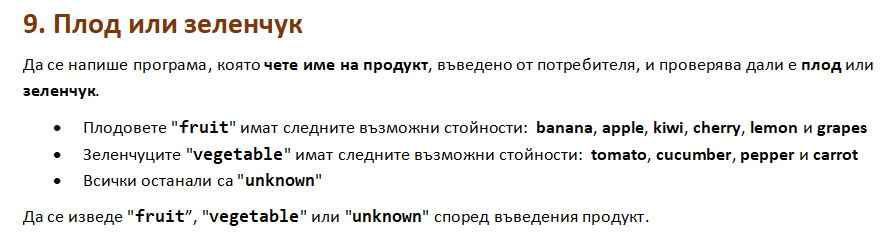 9. Плод или зеленчук
Да се напише програма, която чете име на продукт, въведено от потребителя, и проверява дали е плод или
зеленчук.
• Плодовете "fruit" имат следните възможни стойности: banana, apple, kiwi, cherry, lemon и grapes
• Зеленчуците "vegetable" имат следните възможни стойности: tomato, cucumber, pepper и carrot
• Всички останали са "unknown"
Да се изведе "fruit”, "vegetable" или "unknown" според въведения продукт.